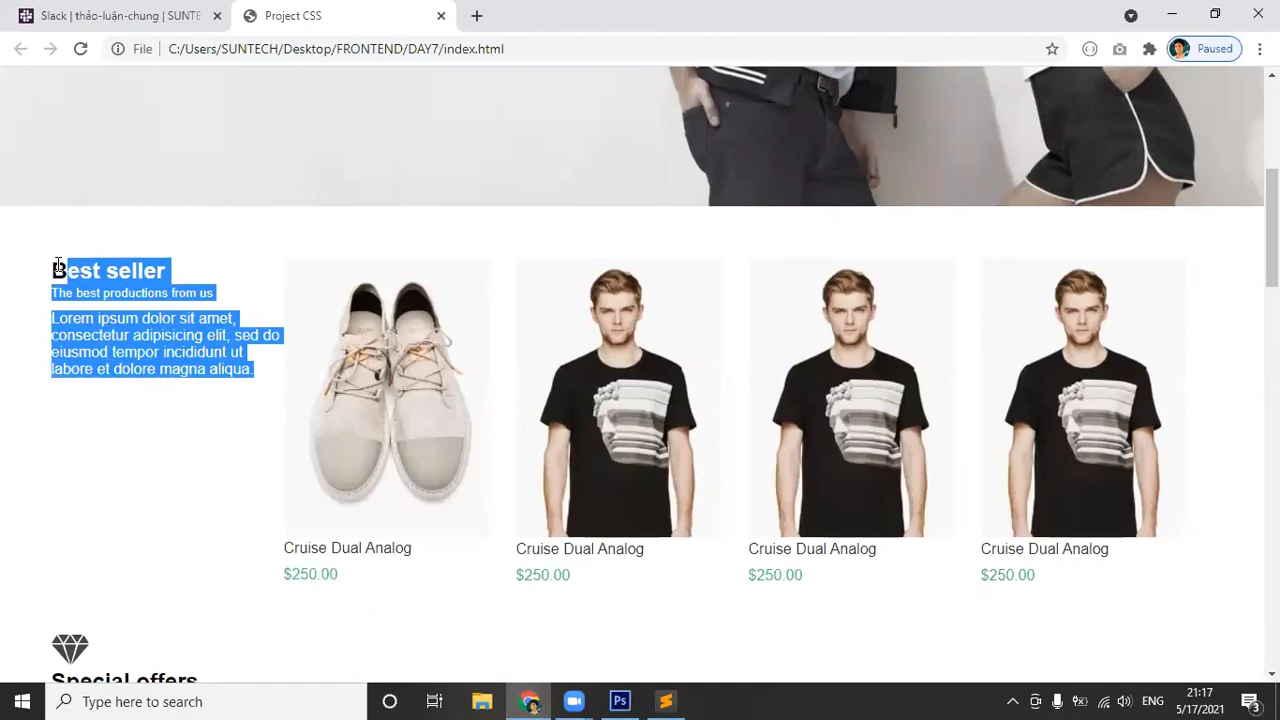 Slack | thảo-luận-chung | SUNTE
Project CSS
File
C:/Users/SUNTECH/Desktop/FRONTEND/DAY7/index.html
Paused
Best seller
The best productions from us
Lorem ipsum dolor sit amet,
consectetur adipisicing elit, sed do
eiusmod tempor incididunt ut
labore et dolore magna aliqua.
Cruise Dual Analog
$250.00
Cruise Dual Analog
$250.00
Cruise Dual Analog
$250.00
Cruise Dual Analog
$250.00
Special offers
Type here to search
Ps
ENG
21:17
5/17/2021
3